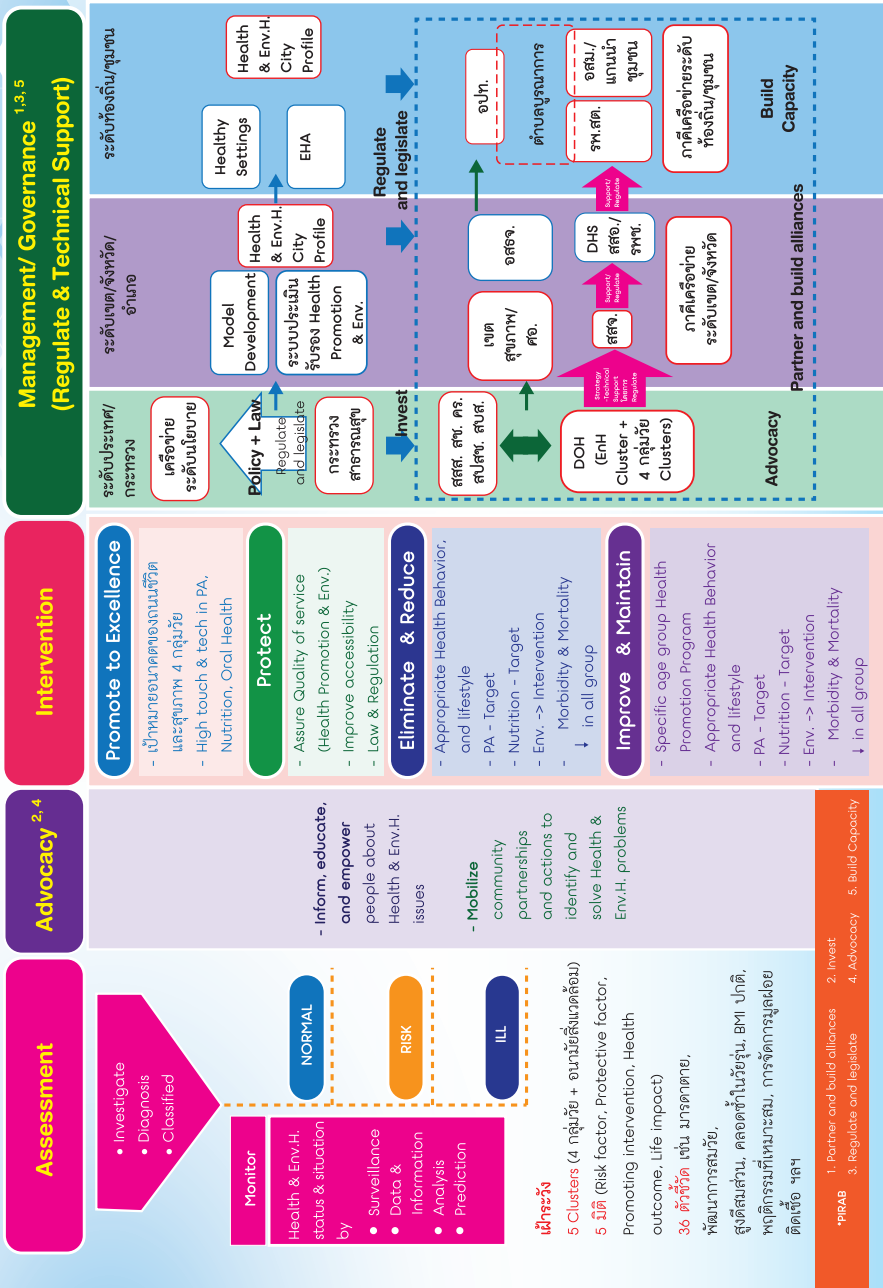 Assessment
• Investigate
• Diagnosis
• Classified
Monitor
Health & Env.H.
status & situation
by
• Surveillance
• Data &
Information
• Analysis
• Prediction
NORMAL
RISK
ILL
เฝ้าระวัง
5 Clusters (4 กลุ่มวัย + อนามัยสิ่งแวดล้อม)
5 มิติ (Risk factor, Protective factor,
Promoting intervention, Health
outcome, Life impact)
36 ตัวชี้วัด เช่น มารดาตาย,
พัฒนาการสมวัย,
สูงดีสมส่วน, คลอดซ้ำในวัยรุ่น, BMI ปกติ,
พฤติกรรมที่เหมาะสม, การจัดการมูลฝอย
ติดเชื้อ ฯลฯ
Advocacy 2, 4
- Inform, educate,
and empower
people about
Health & Env.H.
issues
- Mobilize
community
partnerships
and actions to
identify and
solve Health &
Env.H. problems
*PIRAB
1. Partner and build alliances
2. Invest
3. Regulate and legislate
4. Advocacy
5. Build Capacity
Intervention
Promote to Excellence
- เป้าหมายอนาคตของถนนชีวิต
และสุขภาพ 4 กลุ่มวัย
- High touch & tech in PA,
Nutrition, Oral Health
Protect
- Assure Quality of service
(Health Promotion & Env.)
- Improve accessibility
- Law & Regulation
Eliminate & Reduce
- Appropriate Health Behavior,
and lifestyle
- PA - Target
- Nutrition - Target
- Env. -> Intervention
- Morbidity & Mortality
↓ in all group
Improve & Maintain
- Specific age group Health
Promotion Program
- Appropriate Health Behavior
and lifestyle
- PA - Target
- Nutrition - Target
- Env. -> Intervention
- Morbidity & Mortality
↓ in all group
Management/ Governance 1,3, 5
(Regulate & Technical Support)
ระดับประเทศ/
กระทรวง
ระดับเขต/จังหวัด/
อำเภอ
ระดับท้องถิ่น/ชุมชน
เครือข่าย
ระดับนโยบาย
Policy + Law
Regulate
and legislate
กระทรวง
สาธารณสุข
Model
Development
ระบบประเมิน
รับรอง Health
Promotion
& Env.
Health
& Env.H.
City
Profile
Healthy
Settings
EHA
Health
& Env.H.
City
Profile
Invest
Regulate
and legislate
สสส. สช. คร.
สปสช. สบส.
DOH
(EnH
Cluster +
4 กลุ่มวัย
Clusters)
Advocacy
เขต
สุขภาพ/
ศอ.
อสธจ.
Strategy
-Technical
Support
โดยการ
Regulate
สสจ.
Support/
Regulate
DHS
สสอ./
รพช.
Support/
Regulate
ภาคีเครือข่าย
ระดับเขต/จังหวัด
Partner and build alliances
อปท.
ตำบลบูรณาการ
รพ.สต.
อสม./
แกนนำ
ชุมชน
ภาคีเครือข่ายระดับ
ท้องถิ่น/ชุมชน
Build
Capacity